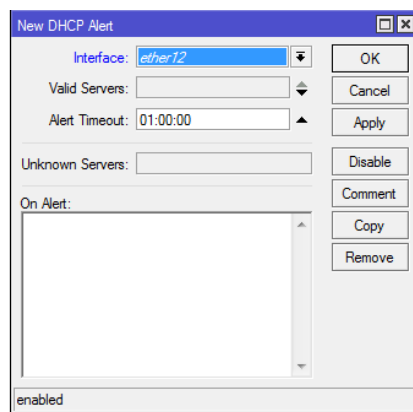 New DHCP Alert
Interface: ether12
OK
Valid Servers:
Cancel
Alert Timeout: 01:00:00
Apply
Unknown Servers:
Disable
Comment
On Alert:
Copy
Remove
enabled